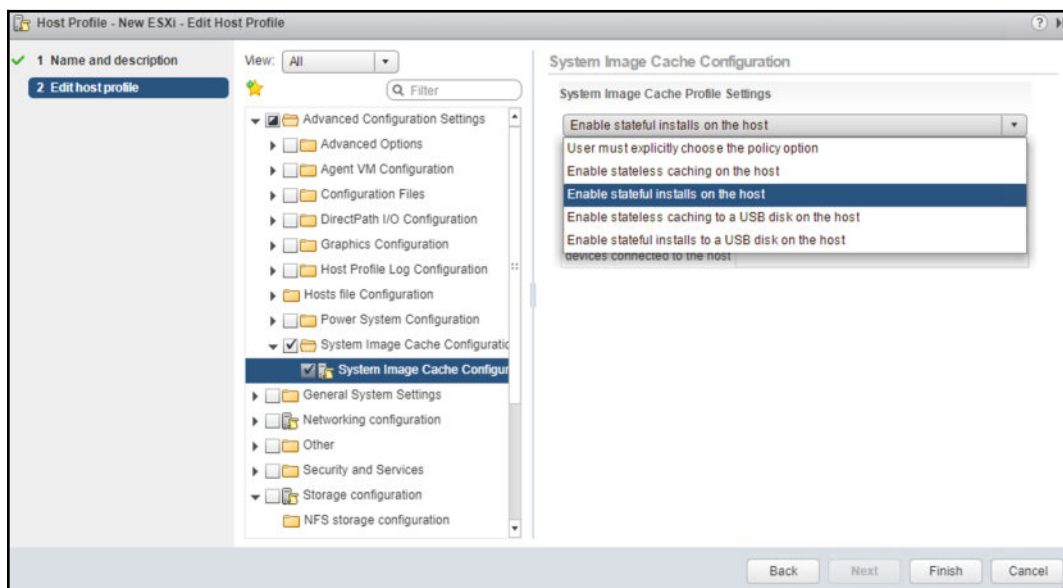 Host Profile - New ESXi - Edit Host Profile
?
1 Name and description
2 Edit host profile
View: All
Filter
Advanced Configuration Settings
Advanced Options
Agent VM Configuration
Configuration Files
DirectPath I/O Configuration
Graphics Configuration
Host Profile Log Configuration
Hosts file Configuration
Power System Configuration
System Image Cache Configuratio
System Image Cache Configur
General System Settings
Networking configuration
Other
Security and Services
Storage configuration
NFS storage configuration
System Image Cache Configuration
System Image Cache Profile Settings
Enable stateful installs on the host
User must explicitly choose the policy option
Enable stateless caching on the host
Enable stateful installs on the host
Enable stateless caching to a USB disk on the host
Enable stateful installs to a USB disk on the host
devices connected to the host
Back
Next
Finish
Cancel